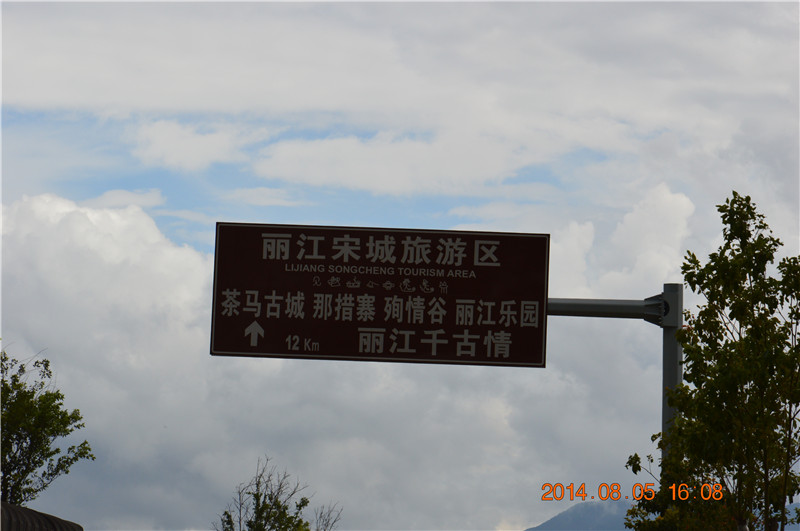 丽江宋城旅游区
LIJIANG SONGCHENG TOURISM AREA
茶马古城 那措寨 殉情谷 丽江乐园
12 Km 丽江千古情
2014.08.05 16:08